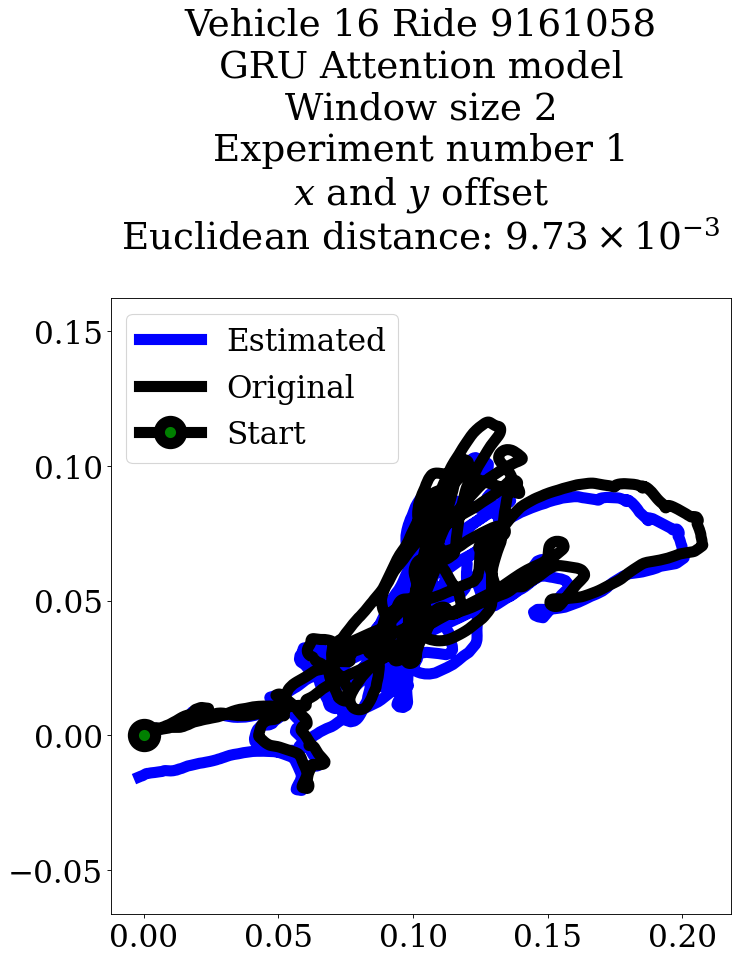 Vehicle 16 Ride 9161058
GRU Attention model
Window size 2
Experiment number 1
x and y offset
Euclidean distance: 9.73 × 10⁻³
Estimated
Original
Start
0.15
0.10
0.05
0.00
−0.05
0.00 0.05 0.10 0.15 0.20